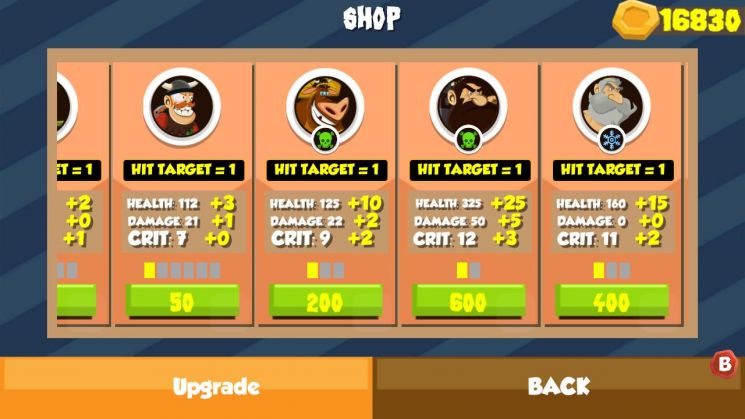 SHOP
16830
ET = 1
+2
+0
+1
HIT TARGET = 1
HEALTH: 112 +3
DAMAGE: 21 +1
CRIT: 7 +0
50
HIT TARGET = 1
HEALTH: 125 +10
DAMAGE: 22 +2
CRIT: 9 +2
200
HIT TARGET = 1
HEALTH: 325 +25
DAMAGE: 50 +5
CRIT: 12 +3
600
HIT TARGET = 1
HEALTH: 160 +15
DAMAGE: 0 +0
CRIT: 11 +2
400
Upgrade
BACK
B